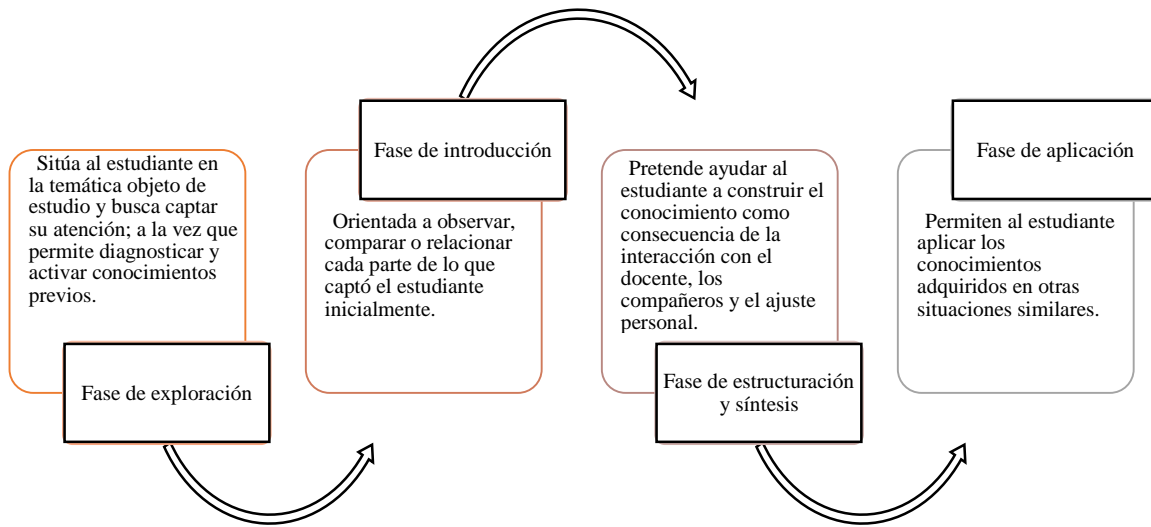 Sitúa al estudiante en
la temática objeto de
estudio y busca captar
su atención; a la vez que
permite diagnosticar y
activar conocimientos
previos.
Fase de exploración
Fase de introducción
Orientada a observar,
comparar o relacionar
cada parte de lo que
captó el estudiante
inicialmente.
Pretende ayudar al
estudiante a construir el
conocimiento como
consecuencia de la
interacción con el
docente, los
compañeros y el ajuste
personal.
Fase de estructuración
y síntesis
Fase de aplicación
Permiten al estudiante
aplicar los
conocimientos
adquiridos en otras
situaciones similares.